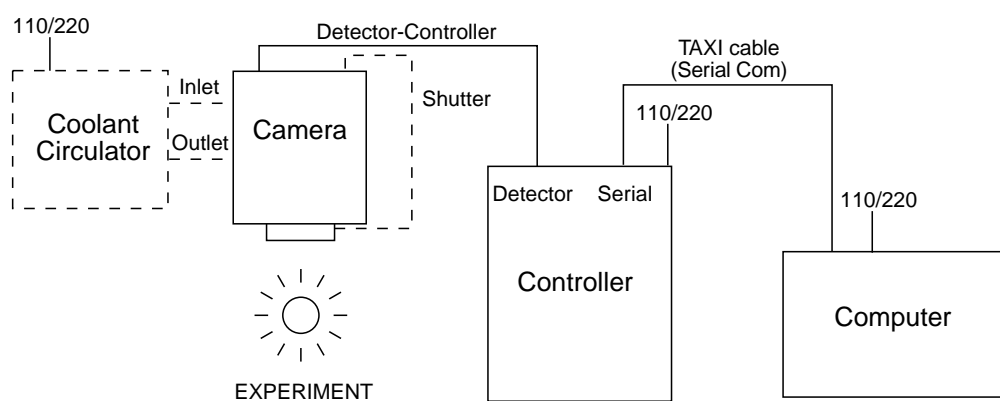 110/220
Detector-Controller
TAXI cable
(Serial Com)
Inlet
Shutter
Coolant
Circulator
Camera
110/220
Outlet
Detector
Serial
110/220
Controller
Computer
EXPERIMENT